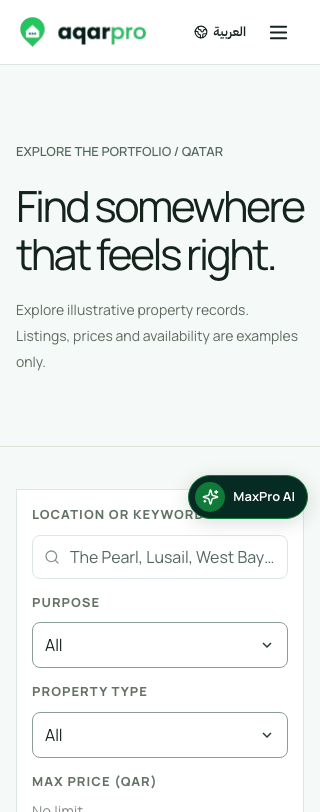 aqarpro
العربية
EXPLORE THE PORTFOLIO / QATAR
Find somewhere
that feels right.
Explore illustrative property records.
Listings, prices and availability are examples
only.
MaxPro AI
LOCATION OR KEYWORD
The Pearl, Lusail, West Bay...
PURPOSE
All
PROPERTY TYPE
All
MAX PRICE (QAR)
No limit